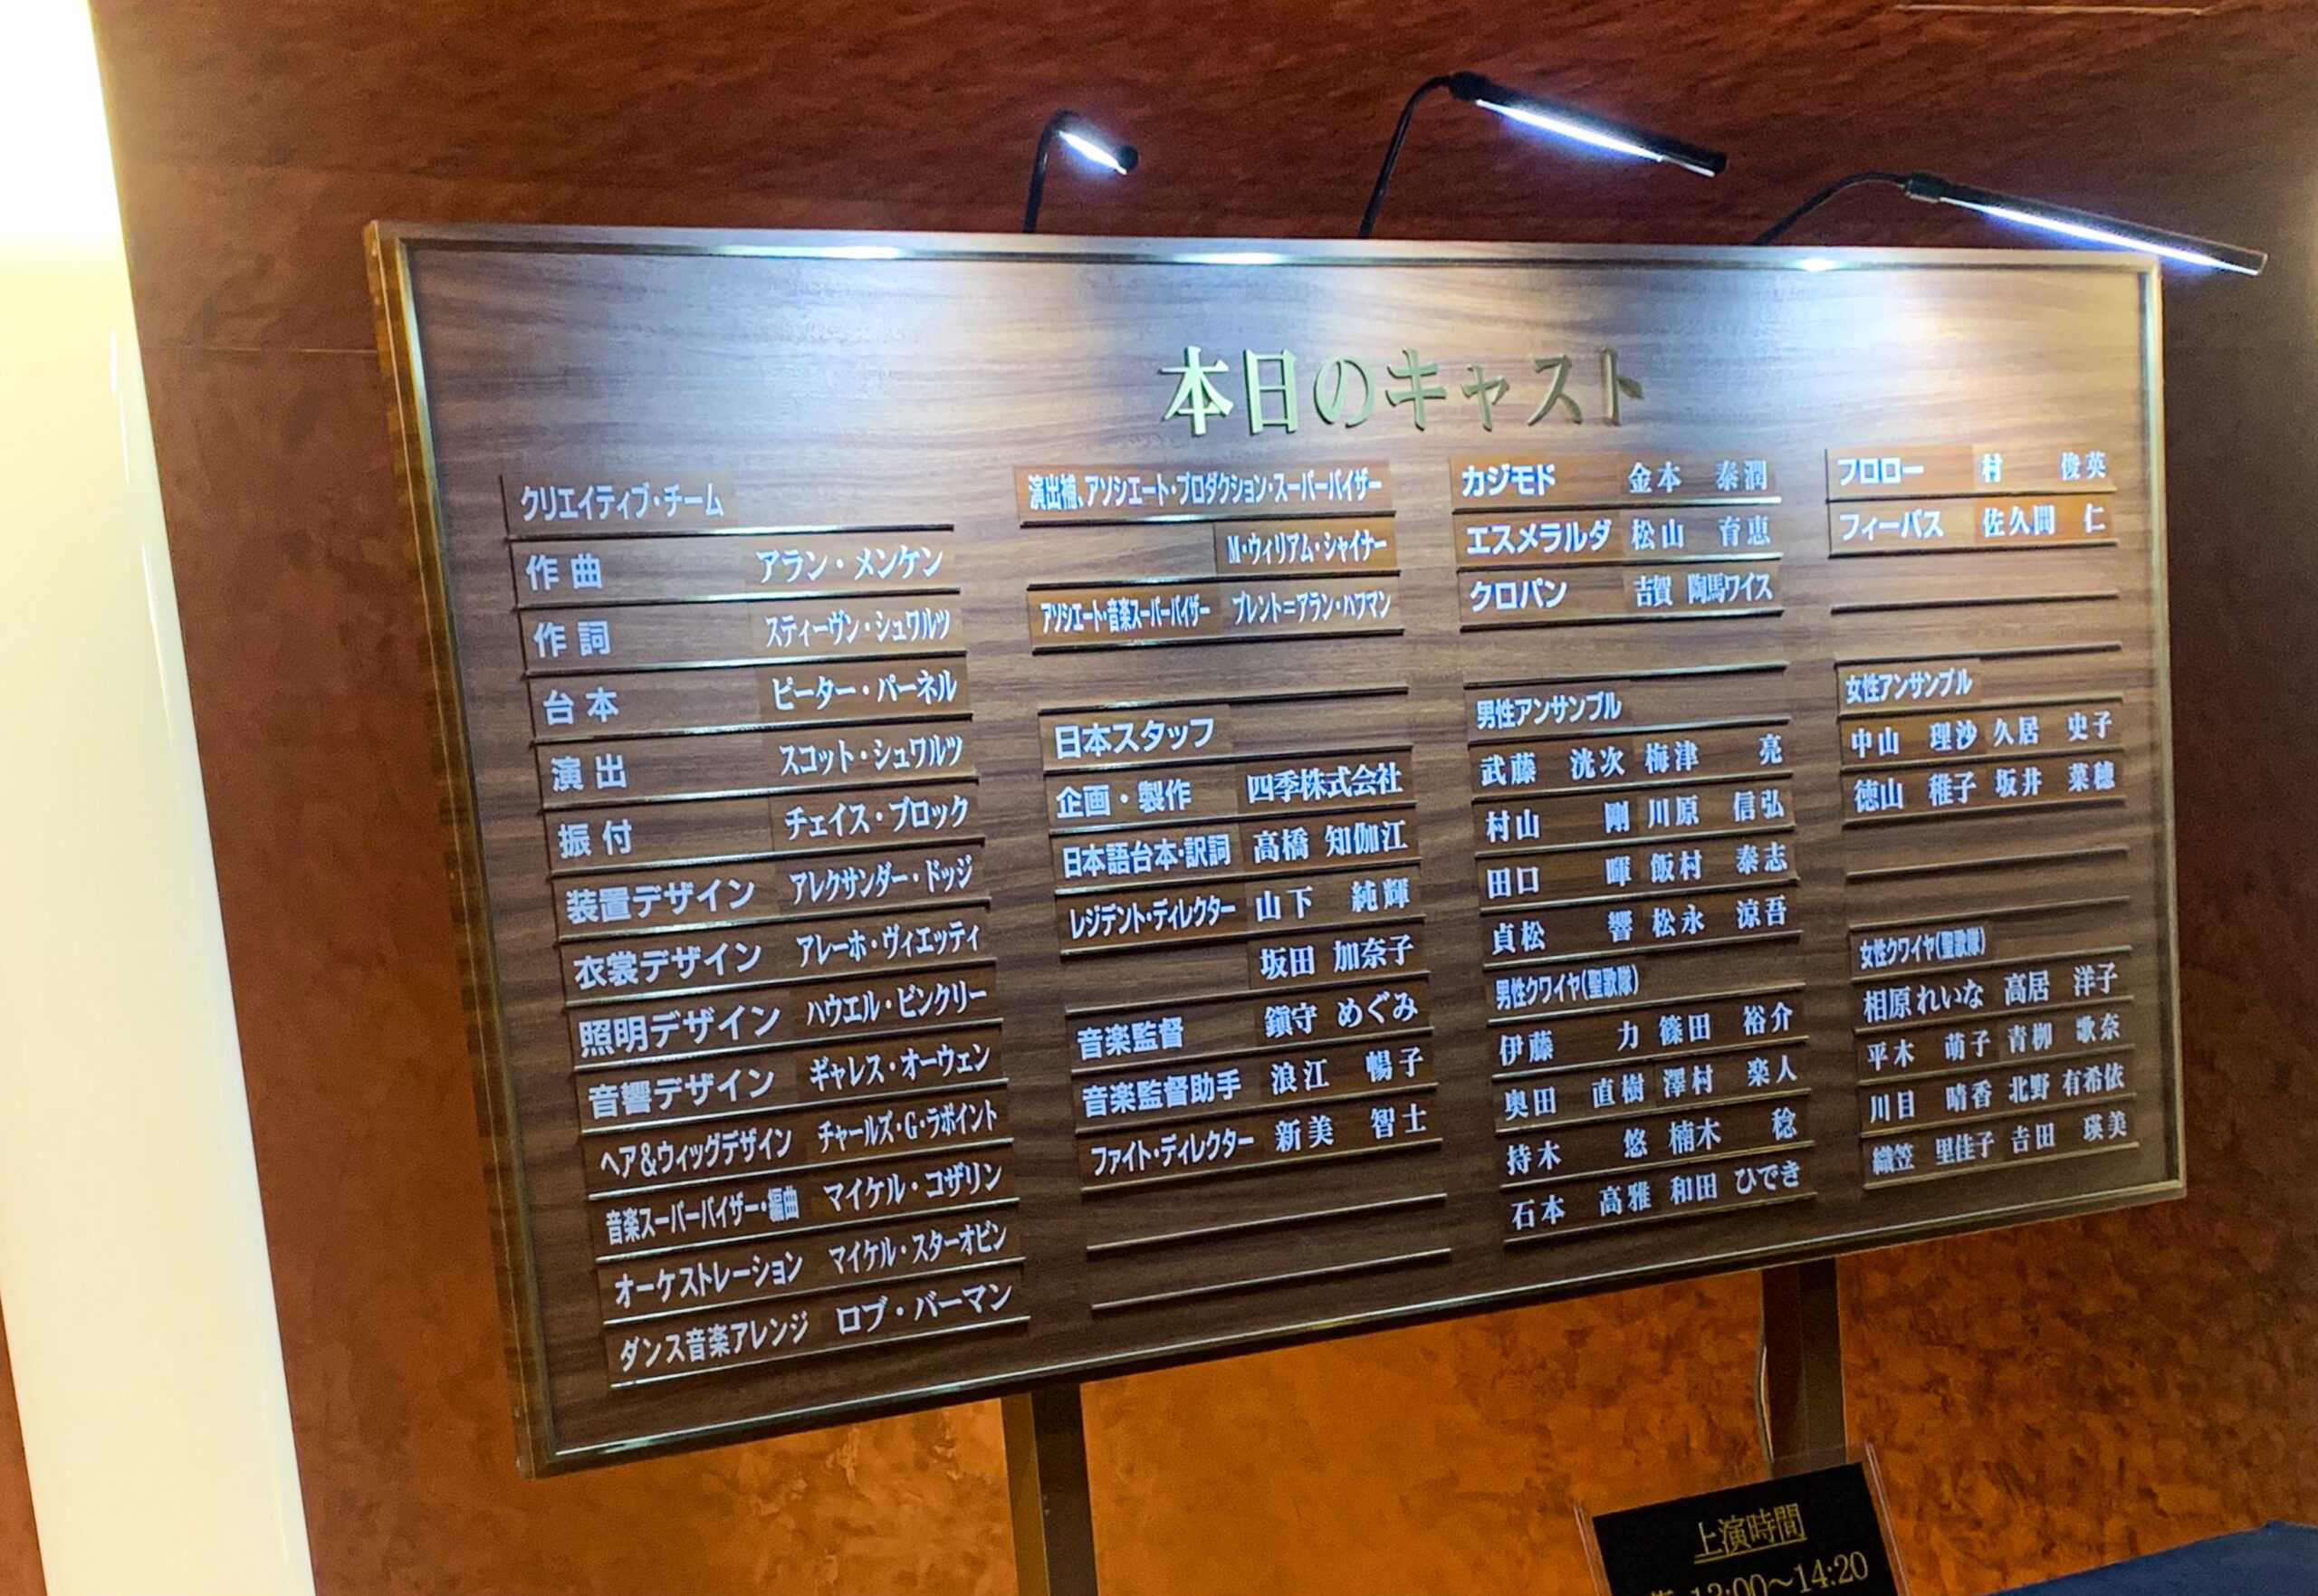 本日のキャスト
クリエイティブ・チーム
作曲 アラン・メンケン
作詞 スティーヴン・シュワルツ
台本 ピーター・パーネル
演出 スコット・シュワルツ
振付 チェイス・ブロック
装置デザイン アレクサンダー・ドッジ
衣裳デザイン アレーホ・ヴィエッティ
照明デザイン ハウエル・ビンクリー
音響デザイン ギャレス・オーウェン
ヘア&ウィッグデザイン チャールズ・G・ラポイント
音楽スーパーバイザー・編曲 マイケル・コザリン
オーケストレーション マイケル・スターオビン
ダンス音楽アレンジ ロブ・バーマン
演出補、アソシエート・プロダクション・スーパーバイザー
M・ウィリアム・シャイナー
アソシエート・音楽スーパーバイザー ブレント=アラン・ハフマン
日本スタッフ
企画・製作 四季株式会社
日本語台本・訳詞 高橋 知伽江
レジデント・ディレクター 山下 純輝
坂田 加奈子
音楽監督 鎮守 めぐみ
音楽監督助手 浪江 暢子
ファイト・ディレクター 新美 智士
カジモド 金本 泰潤
エスメラルダ 松山 育恵
クロパン 吉賀 陶馬ワイス
男性アンサンブル
武藤 洸次 梅津 亮
村山 剛 川原 信弘
田口 暉 飯村 泰志
貞松 響 松永 涼吾
男性クワイヤ(聖歌隊)
伊藤 力 篠田 裕介
奥田 直樹 澤村 楽人
持木 悠 楠木 稔
石本 高雅 和田 ひでき
フロロー 村 俊英
フィーバス 佐久間 仁
女性アンサンブル
中山 理沙 久居 史子
徳山 稚子 坂井 菜穂
女性クワイヤ(聖歌隊)
相原 れいな 高居 洋子
平木 萌子 青栁 歌奈
川目 晴香 北野 有希依
織笠 里佳子 吉田 瑛美
上演時間
13:00〜14:20